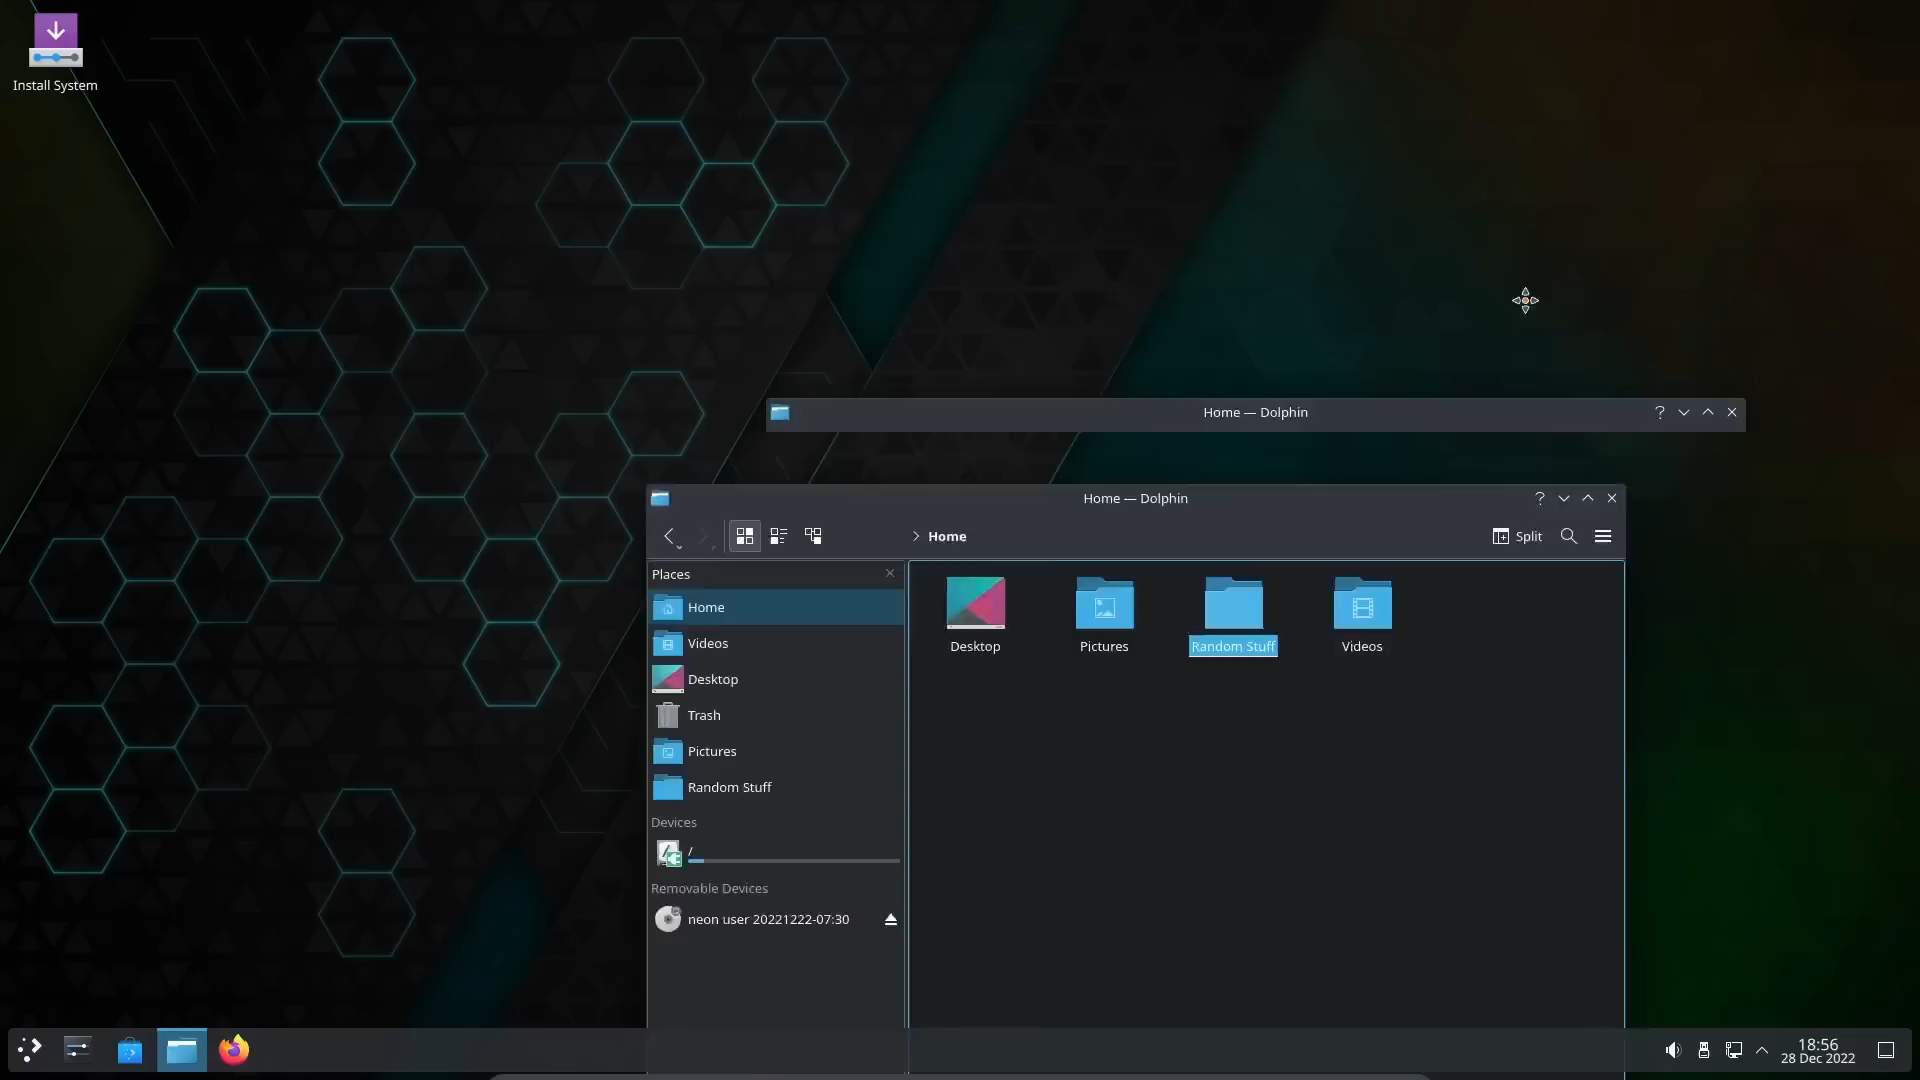 Install System
Home — Dolphin
Home — Dolphin
Home
Split
Places
Home
Videos
Desktop
Trash
Pictures
Random Stuff
Devices
/
Removable Devices
neon user 20221222-07:30
Desktop
Pictures
Random Stuff
Videos
18:56
28 Dec 2022